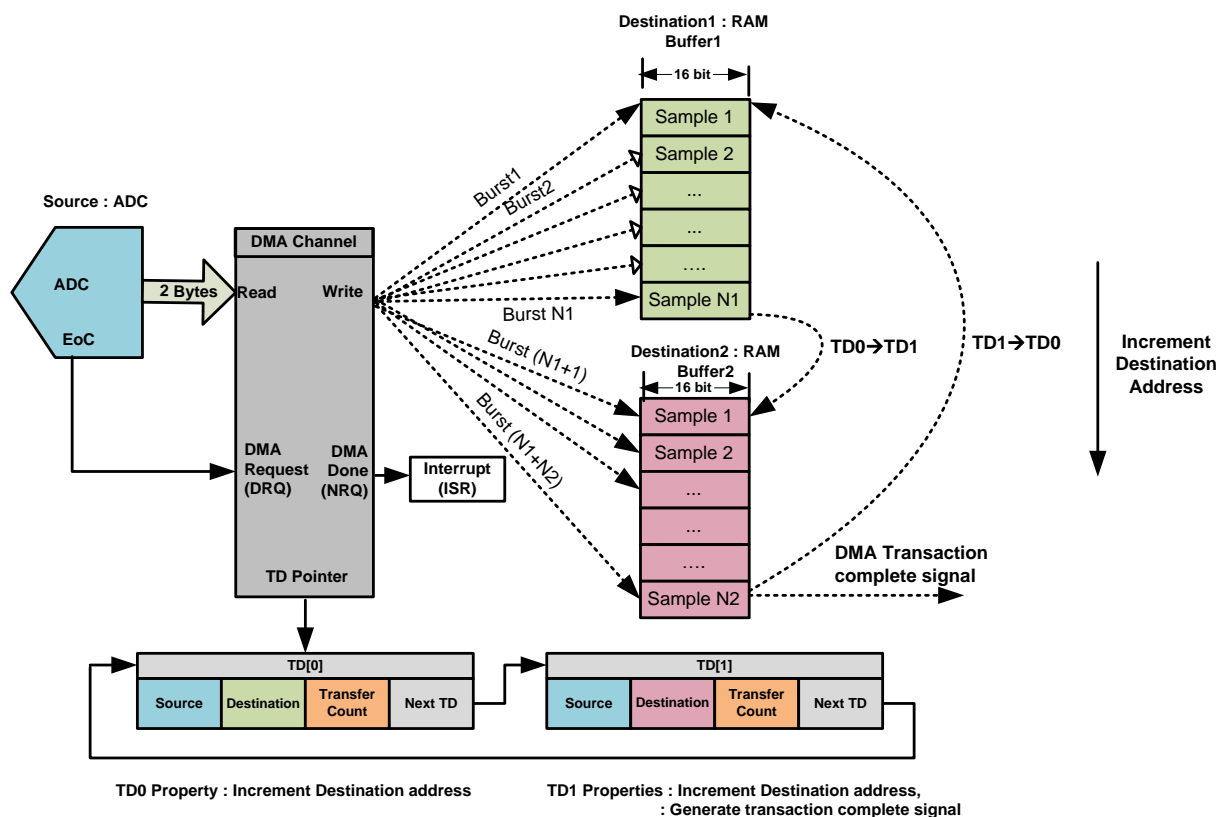 Destination1 : RAM
Buffer1
16 bit
Sample 1
Sample 2
...
...
....
Sample N1
Burst1
Burst2
Burst N1
Source : ADC
ADC
EoC
2 Bytes
DMA Channel
Read
Write
DMA
Request
(DRQ)
DMA
Done
(NRQ)
TD Pointer
Interrupt
(ISR)
Burst (N1+1)
Burst (N1+N2)
Destination2 : RAM
Buffer2
16 bit
Sample 1
Sample 2
...
...
....
Sample N2
TD0→TD1
TD1→TD0
Increment
Destination
Address
DMA Transaction
complete signal
TD[0]
Source
Destination
Transfer
Count
Next TD
TD[1]
Source
Destination
Transfer
Count
Next TD
TD0 Property : Increment Destination address
TD1 Properties : Increment Destination address,
: Generate transaction complete signal